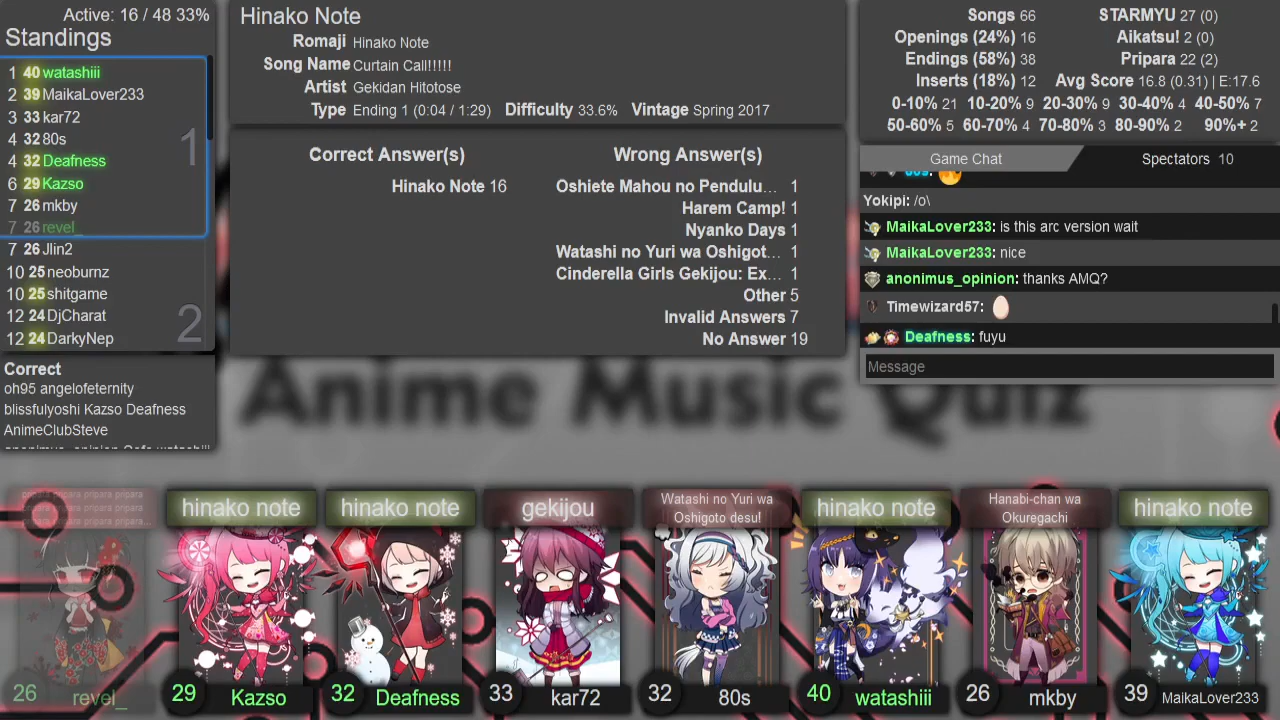 Active: 16 / 48 33%
Standings
1 40 watashiii
2 39 MaikaLover233
3 33 kar72
4 32 80s
4 32 Deafness
6 29 Kazso
7 26 mkby
7 26 revel_
1
7 26 Jlin2
10 25 neoburnz
10 25 shitgame
12 24 DjCharat
12 24 DarkyNep
2
Correct
oh95 angelofeternity
blissfulyoshi Kazso Deafness
AnimeClubSteve
Hinako Note
Romaji Hinako Note
Song Name Curtain Call!!!!!
Artist Gekidan Hitotose
Type Ending 1 (0:04 / 1:29) Difficulty 33.6% Vintage Spring 2017
Correct Answer(s)
Hinako Note 16
Wrong Answer(s)
Oshiete Mahou no Pendulu... 1
Harem Camp! 1
Nyanko Days 1
Watashi no Yuri wa Oshigot... 1
Cinderella Girls Gekijou: Ex... 1
Other 5
Invalid Answers 7
No Answer 19
Songs 66
Openings (24%) 16
Endings (58%) 38
Inserts (18%) 12
STARMYU 27 (0)
Aikatsu! 2 (0)
Pripara 22 (2)
Avg Score 16.8 (0.31) | E:17.6
0-10% 21 10-20% 9 20-30% 9 30-40% 4 40-50% 7
50-60% 5 60-70% 4 70-80% 3 80-90% 2 90%+ 2
Game Chat
Spectators 10
Yokipi: /o\
MaikaLover233: is this arc version wait
MaikaLover233: nice
anonimus_opinion: thanks AMQ?
Timewizard57:
Deafness: fuyu
Message
Anime Music Quiz
pripara pripara pripara pripara
pripara pripara pripara pripara
pripara pripara pripara...
hinako note
hinako note
gekijou
Watashi no Yuri wa
Oshigoto desu!
hinako note
Hanabi-chan wa
Okuregachi
hinako note
26 revel_
29 Kazso
32 Deafness
33 kar72
32 80s
40 watashiii
26 mkby
39 MaikaLover233